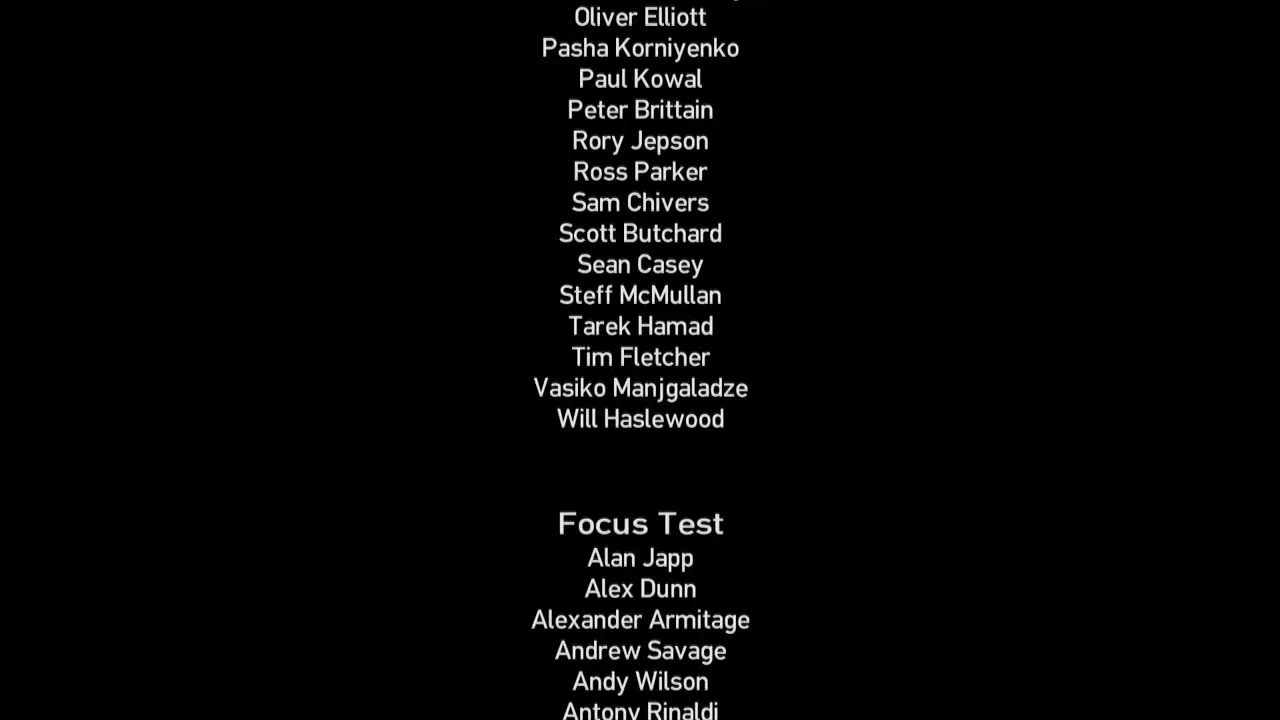 Oliver Elliott
Pasha Korniyenko
Paul Kowal
Peter Brittain
Rory Jepson
Ross Parker
Sam Chivers
Scott Butchard
Sean Casey
Steff McMullan
Tarek Hamad
Tim Fletcher
Vasiko Manjgaladze
Will Haslewood
Focus Test
Alan Japp
Alex Dunn
Alexander Armitage
Andrew Savage
Andy Wilson
Antony Rinaldi